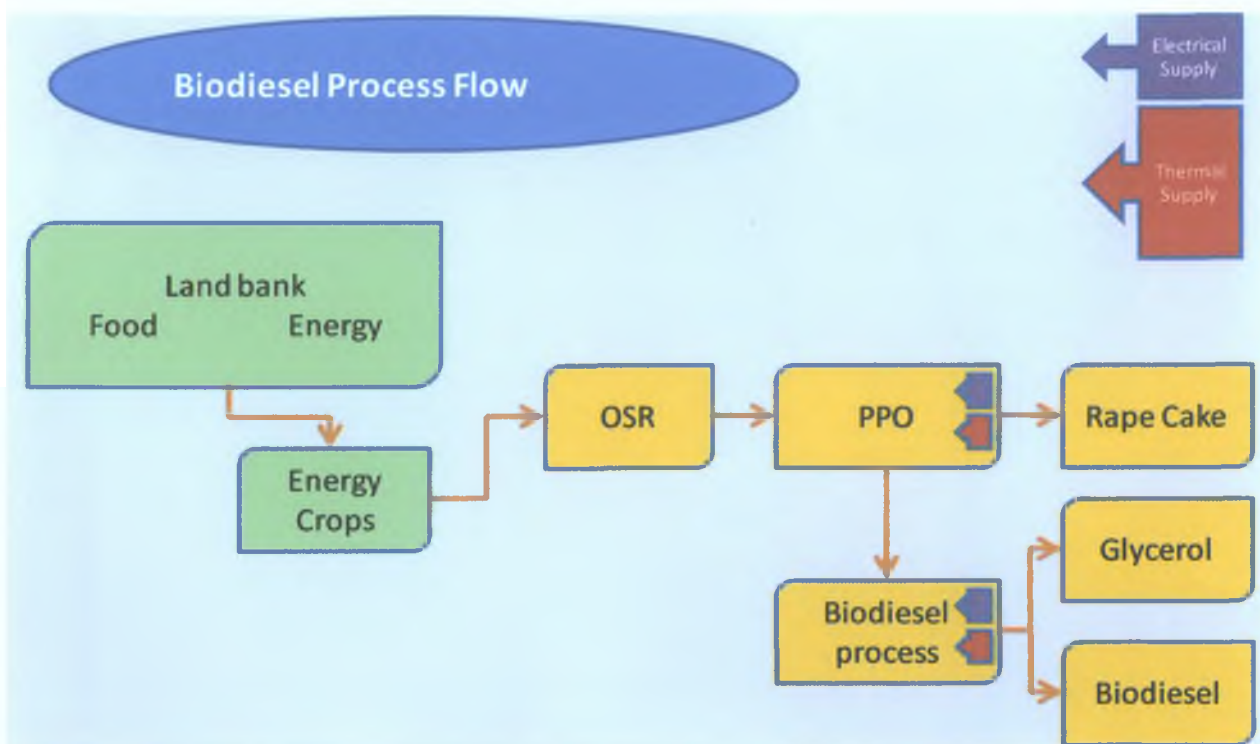 Biodiesel Process Flow
Electrical
Supply
Thermal
Supply
Land bank
Food Energy
Energy
Crops
OSR
PPO
Rape Cake
Glycerol
Biodiesel
process
Biodiesel